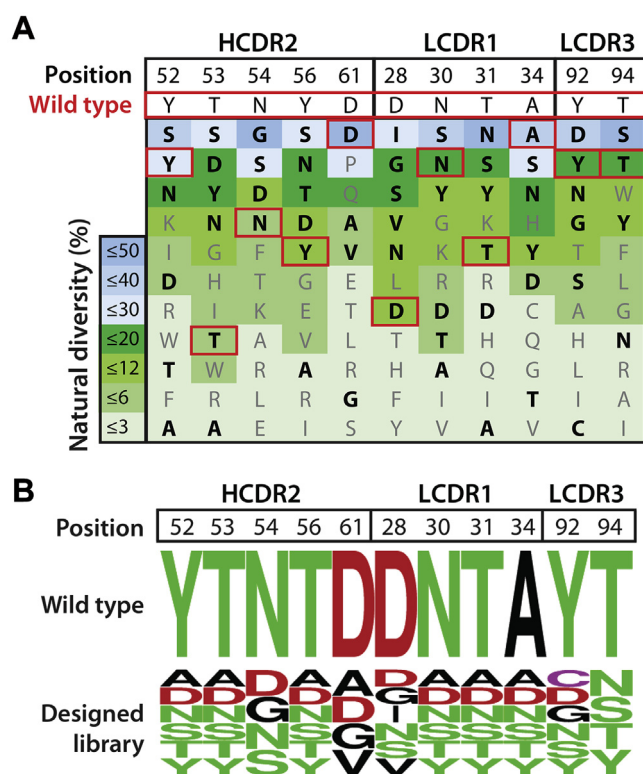 A
HCDR2 LCDR1 LCDR3
Position 52 53 54 56 61 28 30 31 34 92 94
Wild type Y T N Y D D N T A Y T
S S G S D I S N A D S
Y D S N P G N S S Y T
N Y D T Q S Y Y N N W
K N N D A V G K H G Y
≤50 I G F Y V N K T Y T F
≤40 D H T G E L R R D S L
≤30 R I K E T D D D C A G
≤20 W T A V L T T H Q H N
≤12 T W R A R H A Q G L R
≤6 F R L R G F I I T I A
≤3 A A E I S Y V A V C I
Natural diversity (%)
B
HCDR2 LCDR1 LCDR3
Position 52 53 54 56 61 28 30 31 34 92 94
Wild type YTNTDDNTAYT
Designed library
A A D A A D A A A C N
D D G D D G D D D D S
N N N N G I N N N G T
S S S S V N S S S N Y
T T T S T T T S
Y Y Y V Y Y Y Y